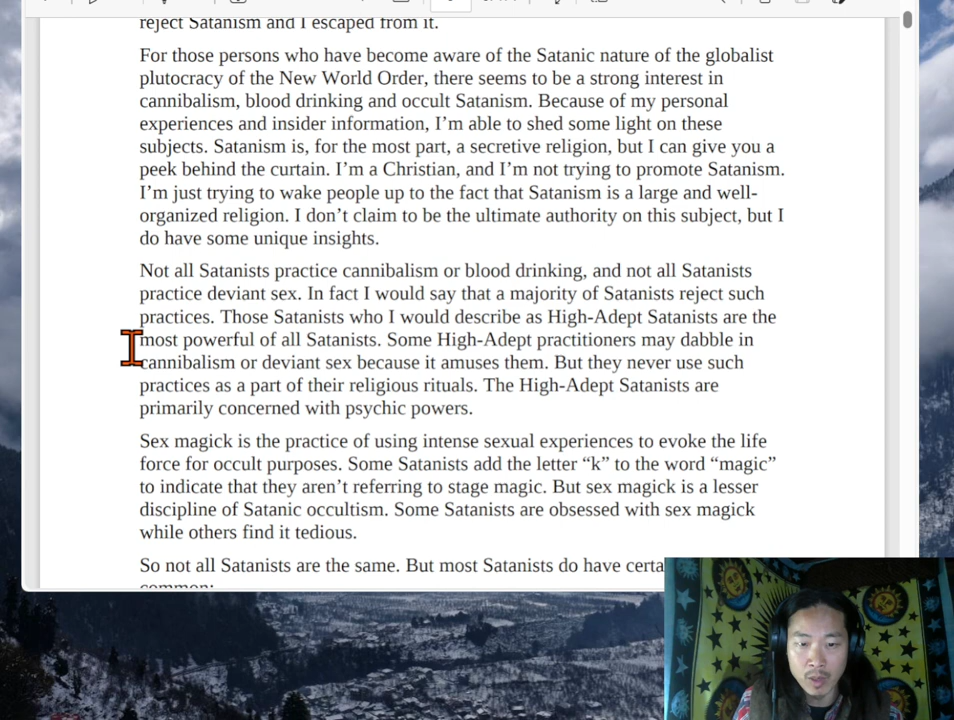 reject Satanism and I escaped from it.
For those persons who have become aware of the Satanic nature of the globalist
plutocracy of the New World Order, there seems to be a strong interest in
cannibalism, blood drinking and occult Satanism. Because of my personal
experiences and insider information, I’m able to shed some light on these
subjects. Satanism is, for the most part, a secretive religion, but I can give you a
peek behind the curtain. I’m a Christian, and I’m not trying to promote Satanism.
I’m just trying to wake people up to the fact that Satanism is a large and well-
organized religion. I don’t claim to be the ultimate authority on this subject, but I
do have some unique insights.
Not all Satanists practice cannibalism or blood drinking, and not all Satanists
practice deviant sex. In fact I would say that a majority of Satanists reject such
practices. Those Satanists who I would describe as High-Adept Satanists are the
most powerful of all Satanists. Some High-Adept practitioners may dabble in
cannibalism or deviant sex because it amuses them. But they never use such
practices as a part of their religious rituals. The High-Adept Satanists are
primarily concerned with psychic powers.
Sex magick is the practice of using intense sexual experiences to evoke the life
force for occult purposes. Some Satanists add the letter “k” to the word “magic”
to indicate that they aren’t referring to stage magic. But sex magick is a lesser
discipline of Satanic occultism. Some Satanists are obsessed with sex magick
while others find it tedious.
So not all Satanists are the same. But most Satanists do have certa
common: